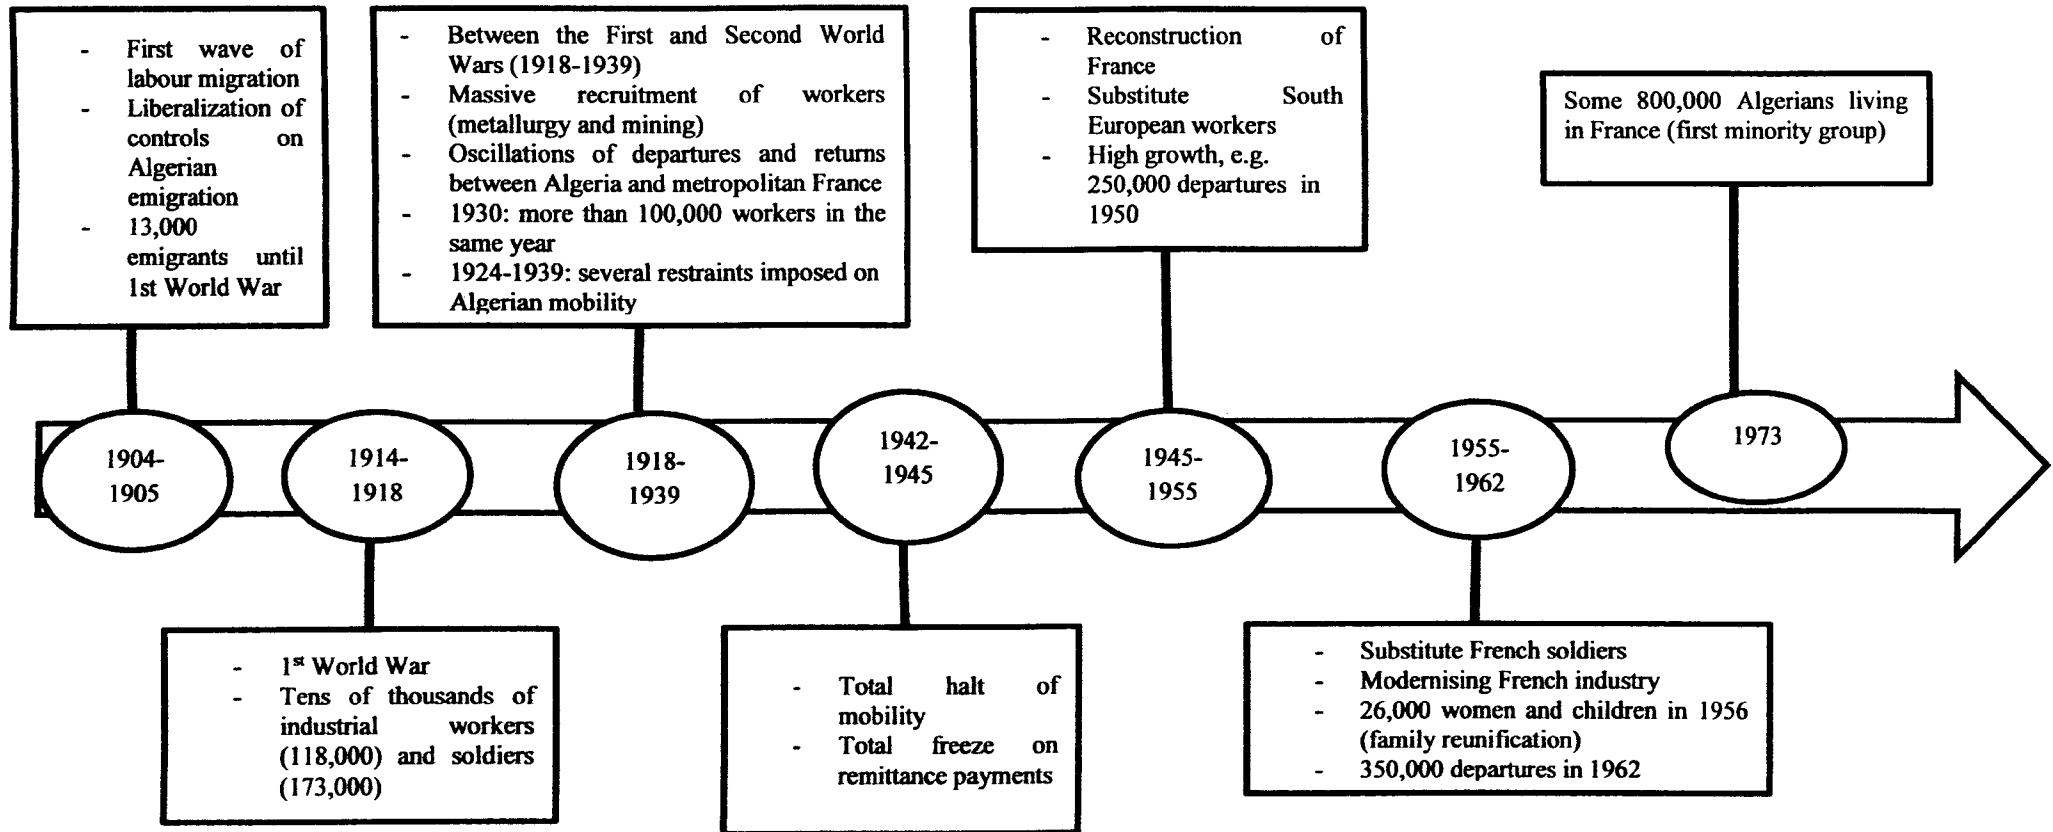 - First wave of
labour migration
- Liberalization of
controls on
Algerian
emigration
- 13,000
emigrants until
1st World War
- Between the First and Second World
Wars (1918-1939)
- Massive recruitment of workers
(metallurgy and mining)
- Oscillations of departures and returns
between Algeria and metropolitan France
- 1930: more than 100,000 workers in the
same year
- 1924-1939: several restraints imposed on
Algerian mobility
- Reconstruction of
France
- Substitute South
European workers
- High growth, e.g.
250,000 departures in
1950
Some 800,000 Algerians living
in France (first minority group)
1904-
1905
1914-
1918
1918-
1939
1942-
1945
1945-
1955
1955-
1962
1973
- 1st World War
- Tens of thousands of
industrial workers
(118,000) and soldiers
(173,000)
- Total halt of
mobility
- Total freeze on
remittance payments
- Substitute French soldiers
- Modernising French industry
- 26,000 women and children in 1956
(family reunification)
- 350,000 departures in 1962